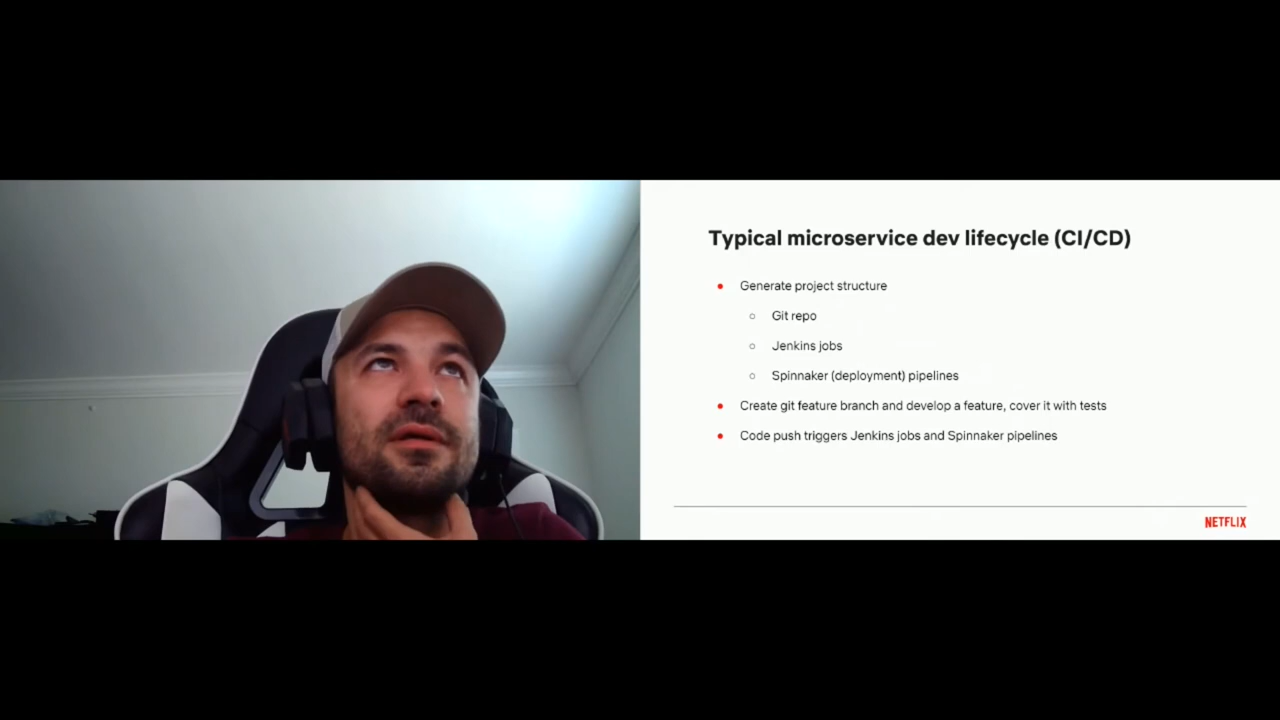 Typical microservice dev lifecycle (CI/CD)
Generate project structure
Git repo
Jenkins jobs
Spinnaker (deployment) pipelines
Create git feature branch and develop a feature, cover it with tests
Code push triggers Jenkins jobs and Spinnaker pipelines
NETFLIX